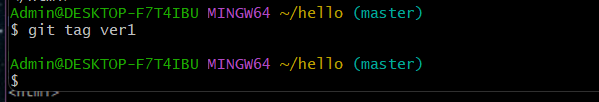 Admin@DESKTOP-F7T4IBU MINGW64 ~/hello (master)
$ git tag ver1
Admin@DESKTOP-F7T4IBU MINGW64 ~/hello (master)
$